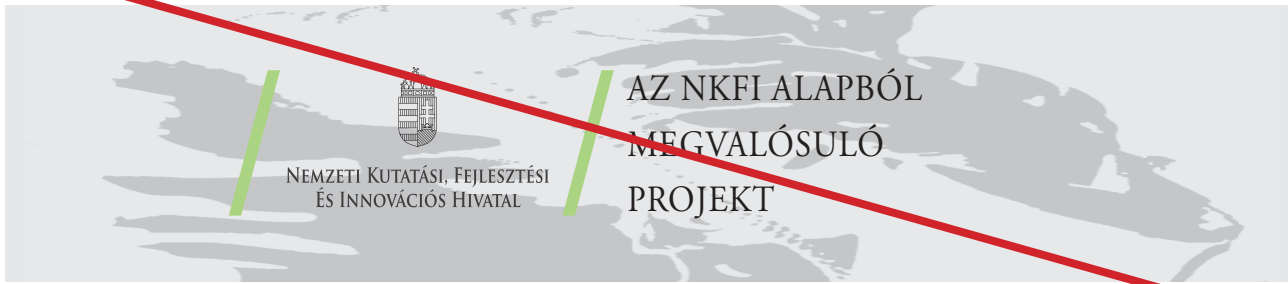 NEMZETI KUTATÁSI, FEJLESZTÉSI
ÉS INNOVÁCIÓS HIVATAL
AZ NKFI ALAPBÓL
MEGVALÓSULÓ
PROJEKT